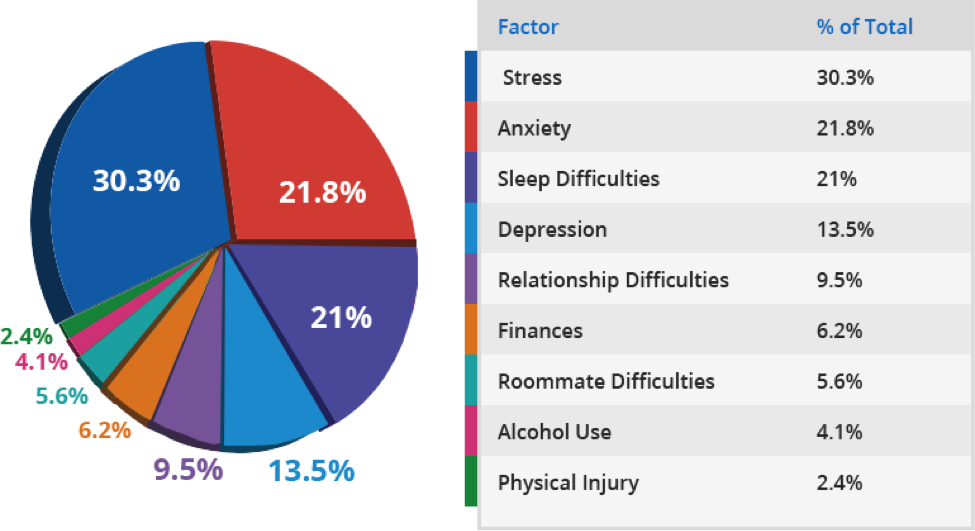 30.3%
21.8%
21%
2.4%
4.1%
5.6%
6.2%
9.5%
13.5%
Factor % of Total
Stress 30.3%
Anxiety 21.8%
Sleep Difficulties 21%
Depression 13.5%
Relationship Difficulties 9.5%
Finances 6.2%
Roommate Difficulties 5.6%
Alcohol Use 4.1%
Physical Injury 2.4%